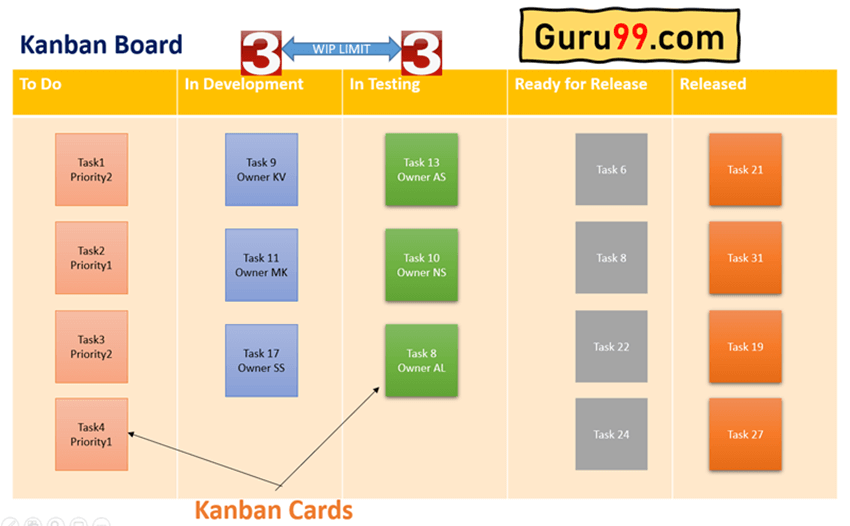 Kanban Board
3
WIP LIMIT
3
Guru99.com
To Do
In Development
In Testing
Ready for Release
Released
Task1
Priority2
Task 9
Owner KV
Task 13
Owner AS
Task 6
Task 21
Task2
Priority1
Task 11
Owner MK
Task 10
Owner NS
Task 8
Task 31
Task3
Priority2
Task 17
Owner SS
Task 8
Owner AL
Task 22
Task 19
Task4
Priority1
Task 24
Task 27
Kanban Cards